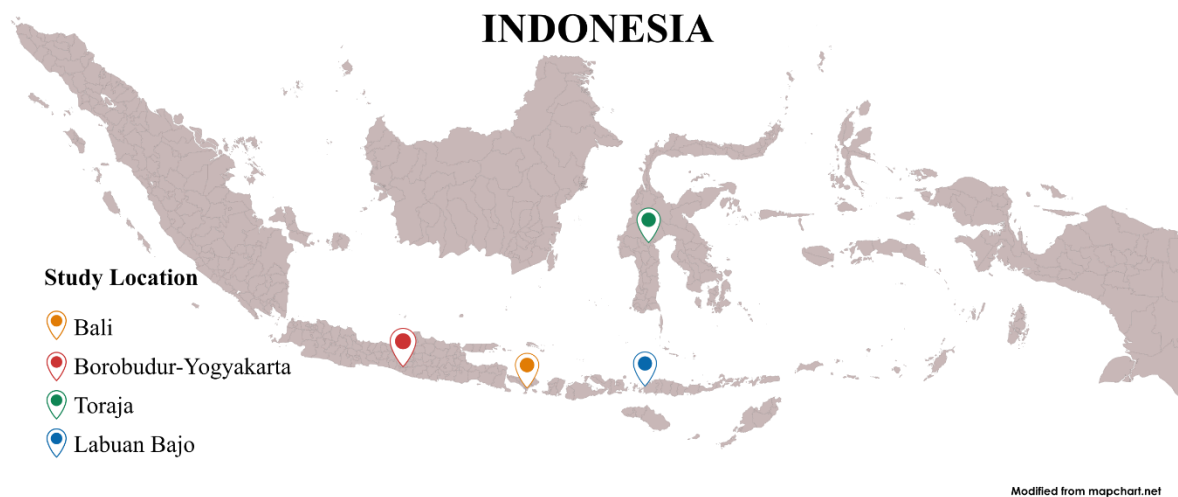 INDONESIA
Study Location
Bali
Borobudur-Yogyakarta
Toraja
Labuan Bajo
Modified from mapchart.net